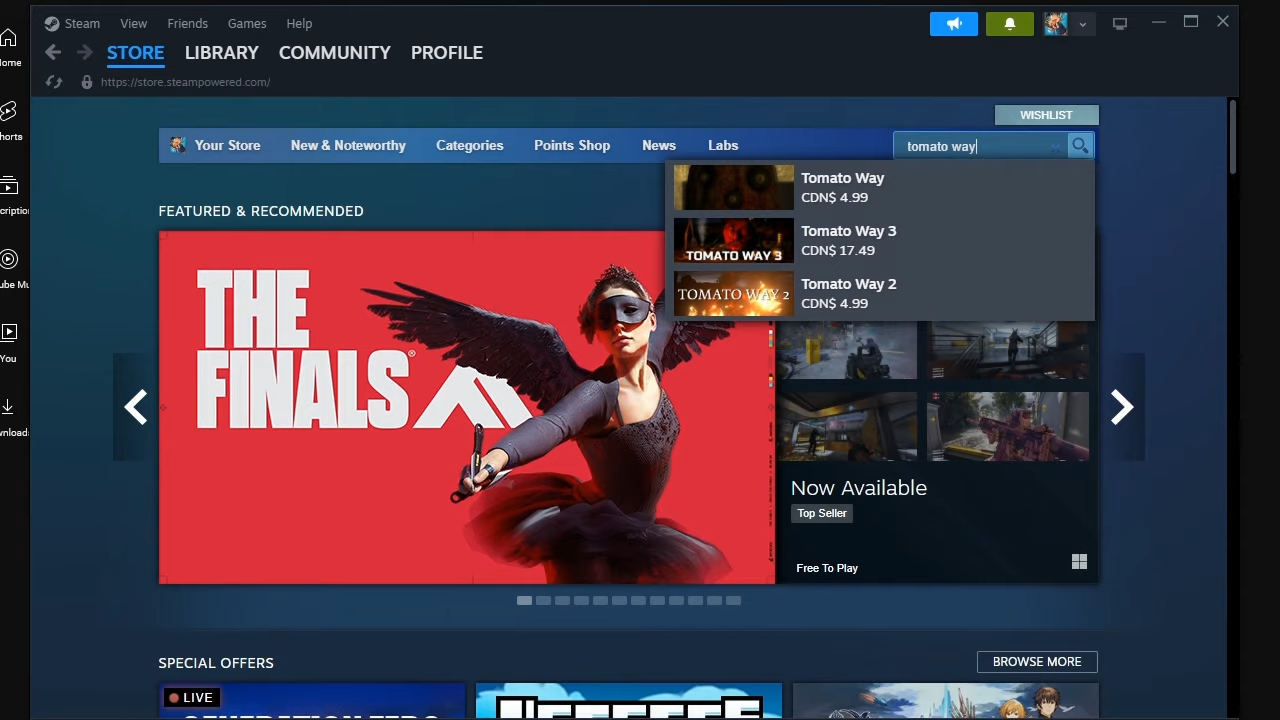 Steam View Friends Games Help
STORE LIBRARY COMMUNITY PROFILE
https://store.steampowered.com/
WISHLIST
Your Store New & Noteworthy Categories Points Shop News Labs
tomato way
Tomato Way
CDN$ 4.99
TOMATO WAY 3
Tomato Way 3
CDN$ 17.49
TOMATO WAY 2
Tomato Way 2
CDN$ 4.99
FEATURED & RECOMMENDED
THE
FINALS®
Now Available
Top Seller
Free To Play
SPECIAL OFFERS
BROWSE MORE
LIVE
You